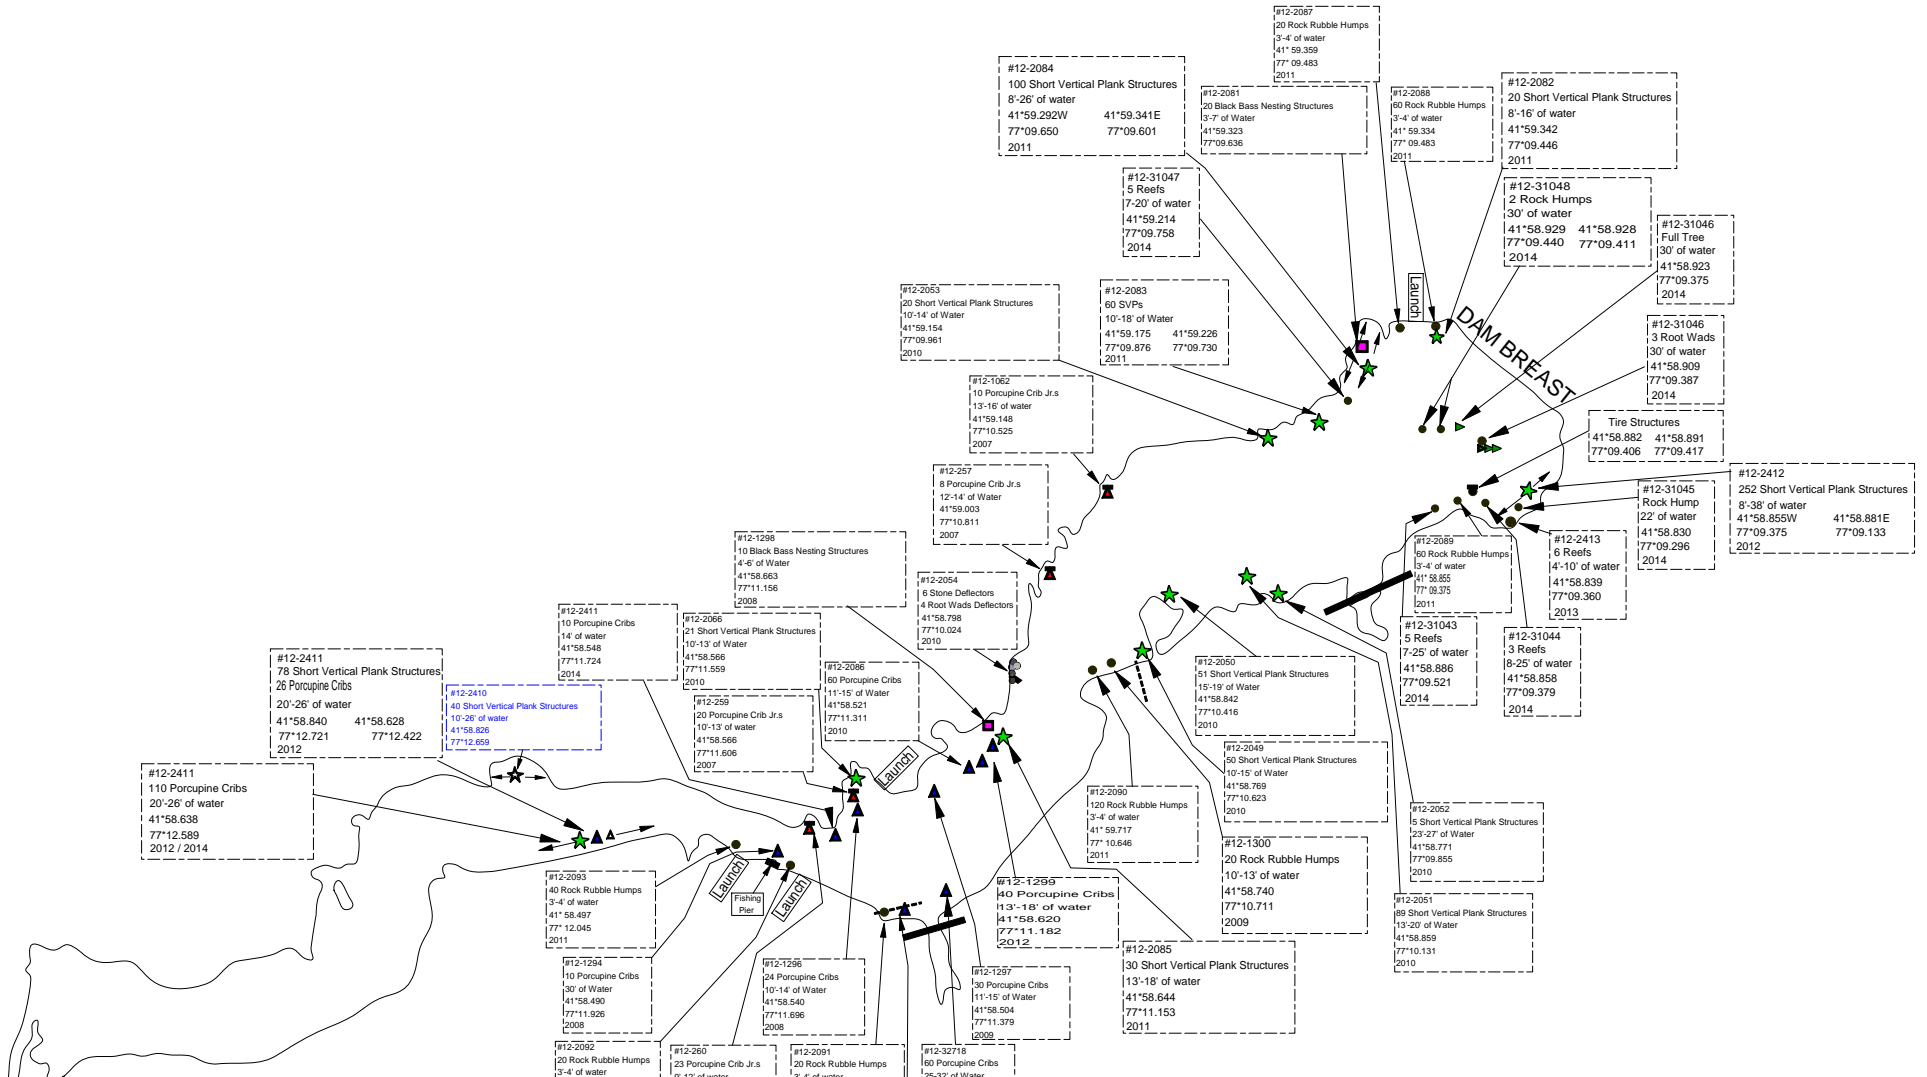 #12-2087
20 Rock Rubble Humps
3'-4' of water
41* 59.359
77* 09.483
2011
#12-2084
100 Short Vertical Plank Structures
8'-26' of water
41*59.292W 41*59.341E
77*09.650 77*09.601
2011
#12-2081
20 Black Bass Nesting Structures
3'-7' of Water
41*59.323
77*09.636
#12-2088
60 Rock Rubble Humps
3'-4' of water
41* 59.334
77* 09.483
2011
#12-2082
20 Short Vertical Plank Structures
8'-16' of water
41*59.342
77*09.446
2011
#12-31047
5 Reefs
7-20' of water
41*59.214
77*09.758
2014
#12-31048
2 Rock Humps
30' of water
41*58.929 41*58.928
77*09.440 77*09.411
2014
#12-31046
Full Tree
30' of water
41*58.923
77*09.375
2014
#12-2053
20 Short Vertical Plank Structures
10'-14' of Water
41*59.154
77*09.961
2010
#12-2083
60 SVPs
10'-18' of Water
41*59.175 41*59.226
77*09.876 77*09.730
2011
Launch
DAM BREAST
#12-31046
3 Root Wads
30' of water
41*58.909
77*09.387
2014
#12-1062
10 Porcupine Crib Jr.s
13'-16' of water
41*59.148
77*10.525
2007
Tire Structures
41*58.882 41*58.891
77*09.406 77*09.417
#12-257
8 Porcupine Crib Jr.s
12'-14' of Water
41*59.003
77*10.811
2007
#12-2412
252 Short Vertical Plank Structures
8'-38' of water
41*58.855W 41*58.881E
77*09.375 77*09.133
2012
#12-31045
Rock Hump
22' of water
41*58.830
77*09.296
2014
#12-1298
10 Black Bass Nesting Structures
4'-6' of Water
41*58.663
77*11.156
2008
#12-2089
60 Rock Rubble Humps
3'-4' of water
41* 58.855
77* 09.375
2011
#12-2413
6 Reefs
4'-10' of water
41*58.839
77*09.360
2013
#12-2054
6 Stone Deflectors
4 Root Wads Deflectors
41*58.798
77*10.024
2010
#12-2411
10 Porcupine Cribs
14' of water
41*58.548
77*11.724
2014
#12-2066
21 Short Vertical Plank Structures
10'-13' of Water
41*58.566
77*11.559
2010
#12-31043
5 Reefs
7-25' of water
41*58.886
77*09.521
2014
#12-31044
3 Reefs
8-25' of water
41*58.858
77*09.379
2014
#12-2411
78 Short Vertical Plank Structures
26 Porcupine Cribs
20'-26' of water
41*58.840 41*58.628
77*12.721 77*12.422
2012
#12-2410
40 Short Vertical Plank Structures
10'-26' of water
41*58.826
77*12.659
#12-2086
60 Porcupine Cribs
11'-15' of Water
41*58.521
77*11.311
2010
#12-259
20 Porcupine Crib Jr.s
10'-13' of water
41*58.566
77*11.606
2007
#12-2050
51 Short Vertical Plank Structures
15'-19' of Water
41*58.842
77*10.416
2010
#12-2049
50 Short Vertical Plank Structures
10'-15' of Water
41*58.769
77*10.623
2010
Launch
#12-2411
110 Porcupine Cribs
20'-26' of water
41*58.638
77*12.589
2012 / 2014
#12-2090
120 Rock Rubble Humps
3'-4' of water
41* 59.717
77* 10.646
2011
#12-2052
5 Short Vertical Plank Structures
23'-27' of Water
41*58.771
77*09.855
2010
#12-1300
20 Rock Rubble Humps
10'-13' of water
41*58.740
77*10.711
2009
Launch
Fishing
Pier
Launch
#12-2093
40 Rock Rubble Humps
3'-4' of water
41* 58.497
77* 12.045
2011
#12-1299
40 Porcupine Cribs
13'-18' of water
41*58.620
77*11.182
2012
#12-2051
89 Short Vertical Plank Structures
13'-20' of Water
41*58.859
77*10.131
2010
#12-2085
30 Short Vertical Plank Structures
13'-18' of water
41*58.644
77*11.153
2011
#12-1294
10 Porcupine Cribs
30' of Water
41*58.490
77*11.926
2008
#12-1296
24 Porcupine Cribs
10'-14' of Water
41*58.540
77*11.696
2008
#12-1297
30 Porcupine Cribs
11'-15' of Water
41*58.504
77*11.379
2009
#12-2092
20 Rock Rubble Humps
3'-4' of water
#12-260
23 Porcupine Crib Jr.s
9'-12' of water
#12-2091
20 Rock Rubble Humps
3'-4' of water
#12-32718
60 Porcupine Cribs
25-32' of Water